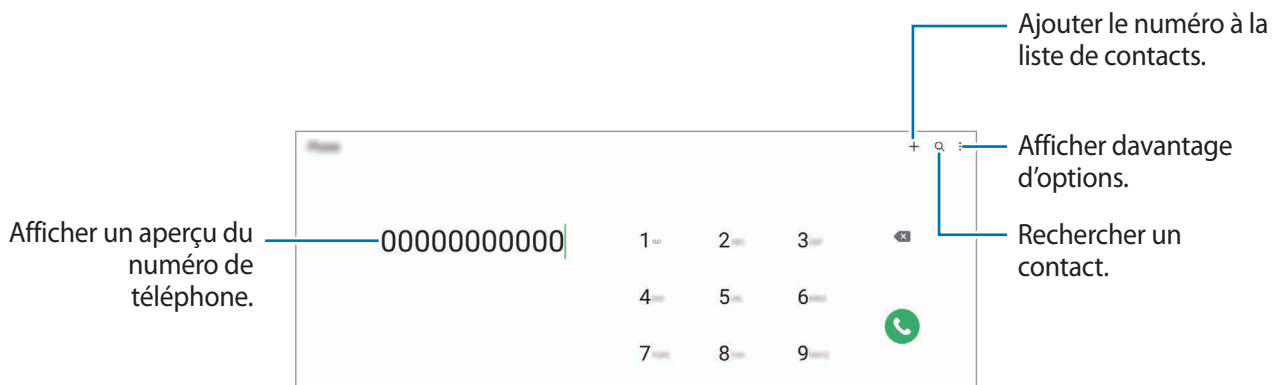 Ajouter le numéro à la
liste de contacts.
Afficher davantage
d'options.
Afficher un aperçu du
numéro de
téléphone.
00000000000
1 2 3
Rechercher un
contact.
4 5 6
7 8 9